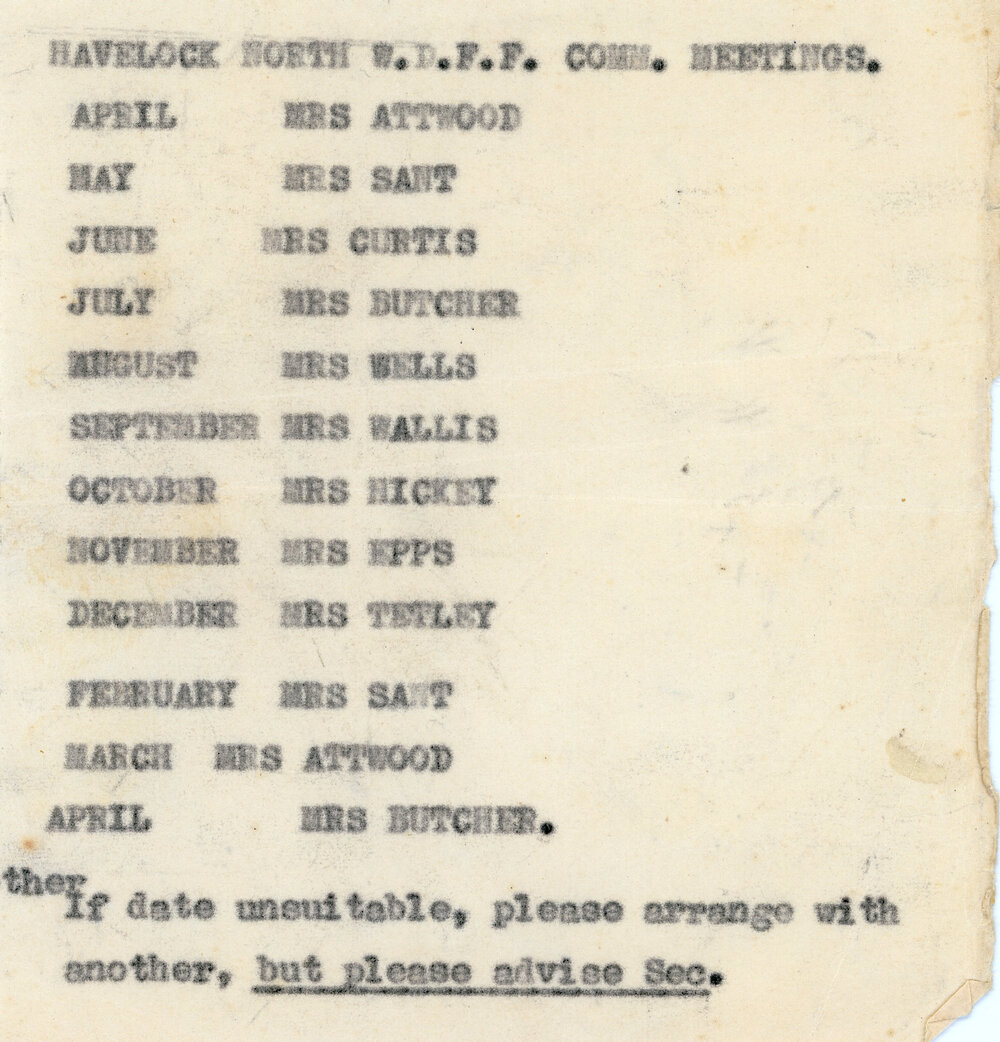 HAVELOCK NORTH W.D.F.F. COMM. MEETINGS.
APRIL MRS ATTWOOD
MAY MRS SANT
JUNE MRS CURTIS
JULY MRS BUTCHER
AUGUST MRS WELLS
SEPTEMBER MRS WALLIS
OCTOBER MRS HICKEY
NOVEMBER MRS EPPS
DECEMBER MRS TETLEY
FEBRUARY MRS SANT
MARCH MRS ATTWOOD
APRIL MRS BUTCHER.
ther
If date unsuitable, please arrange with
another, but please advise Sec.